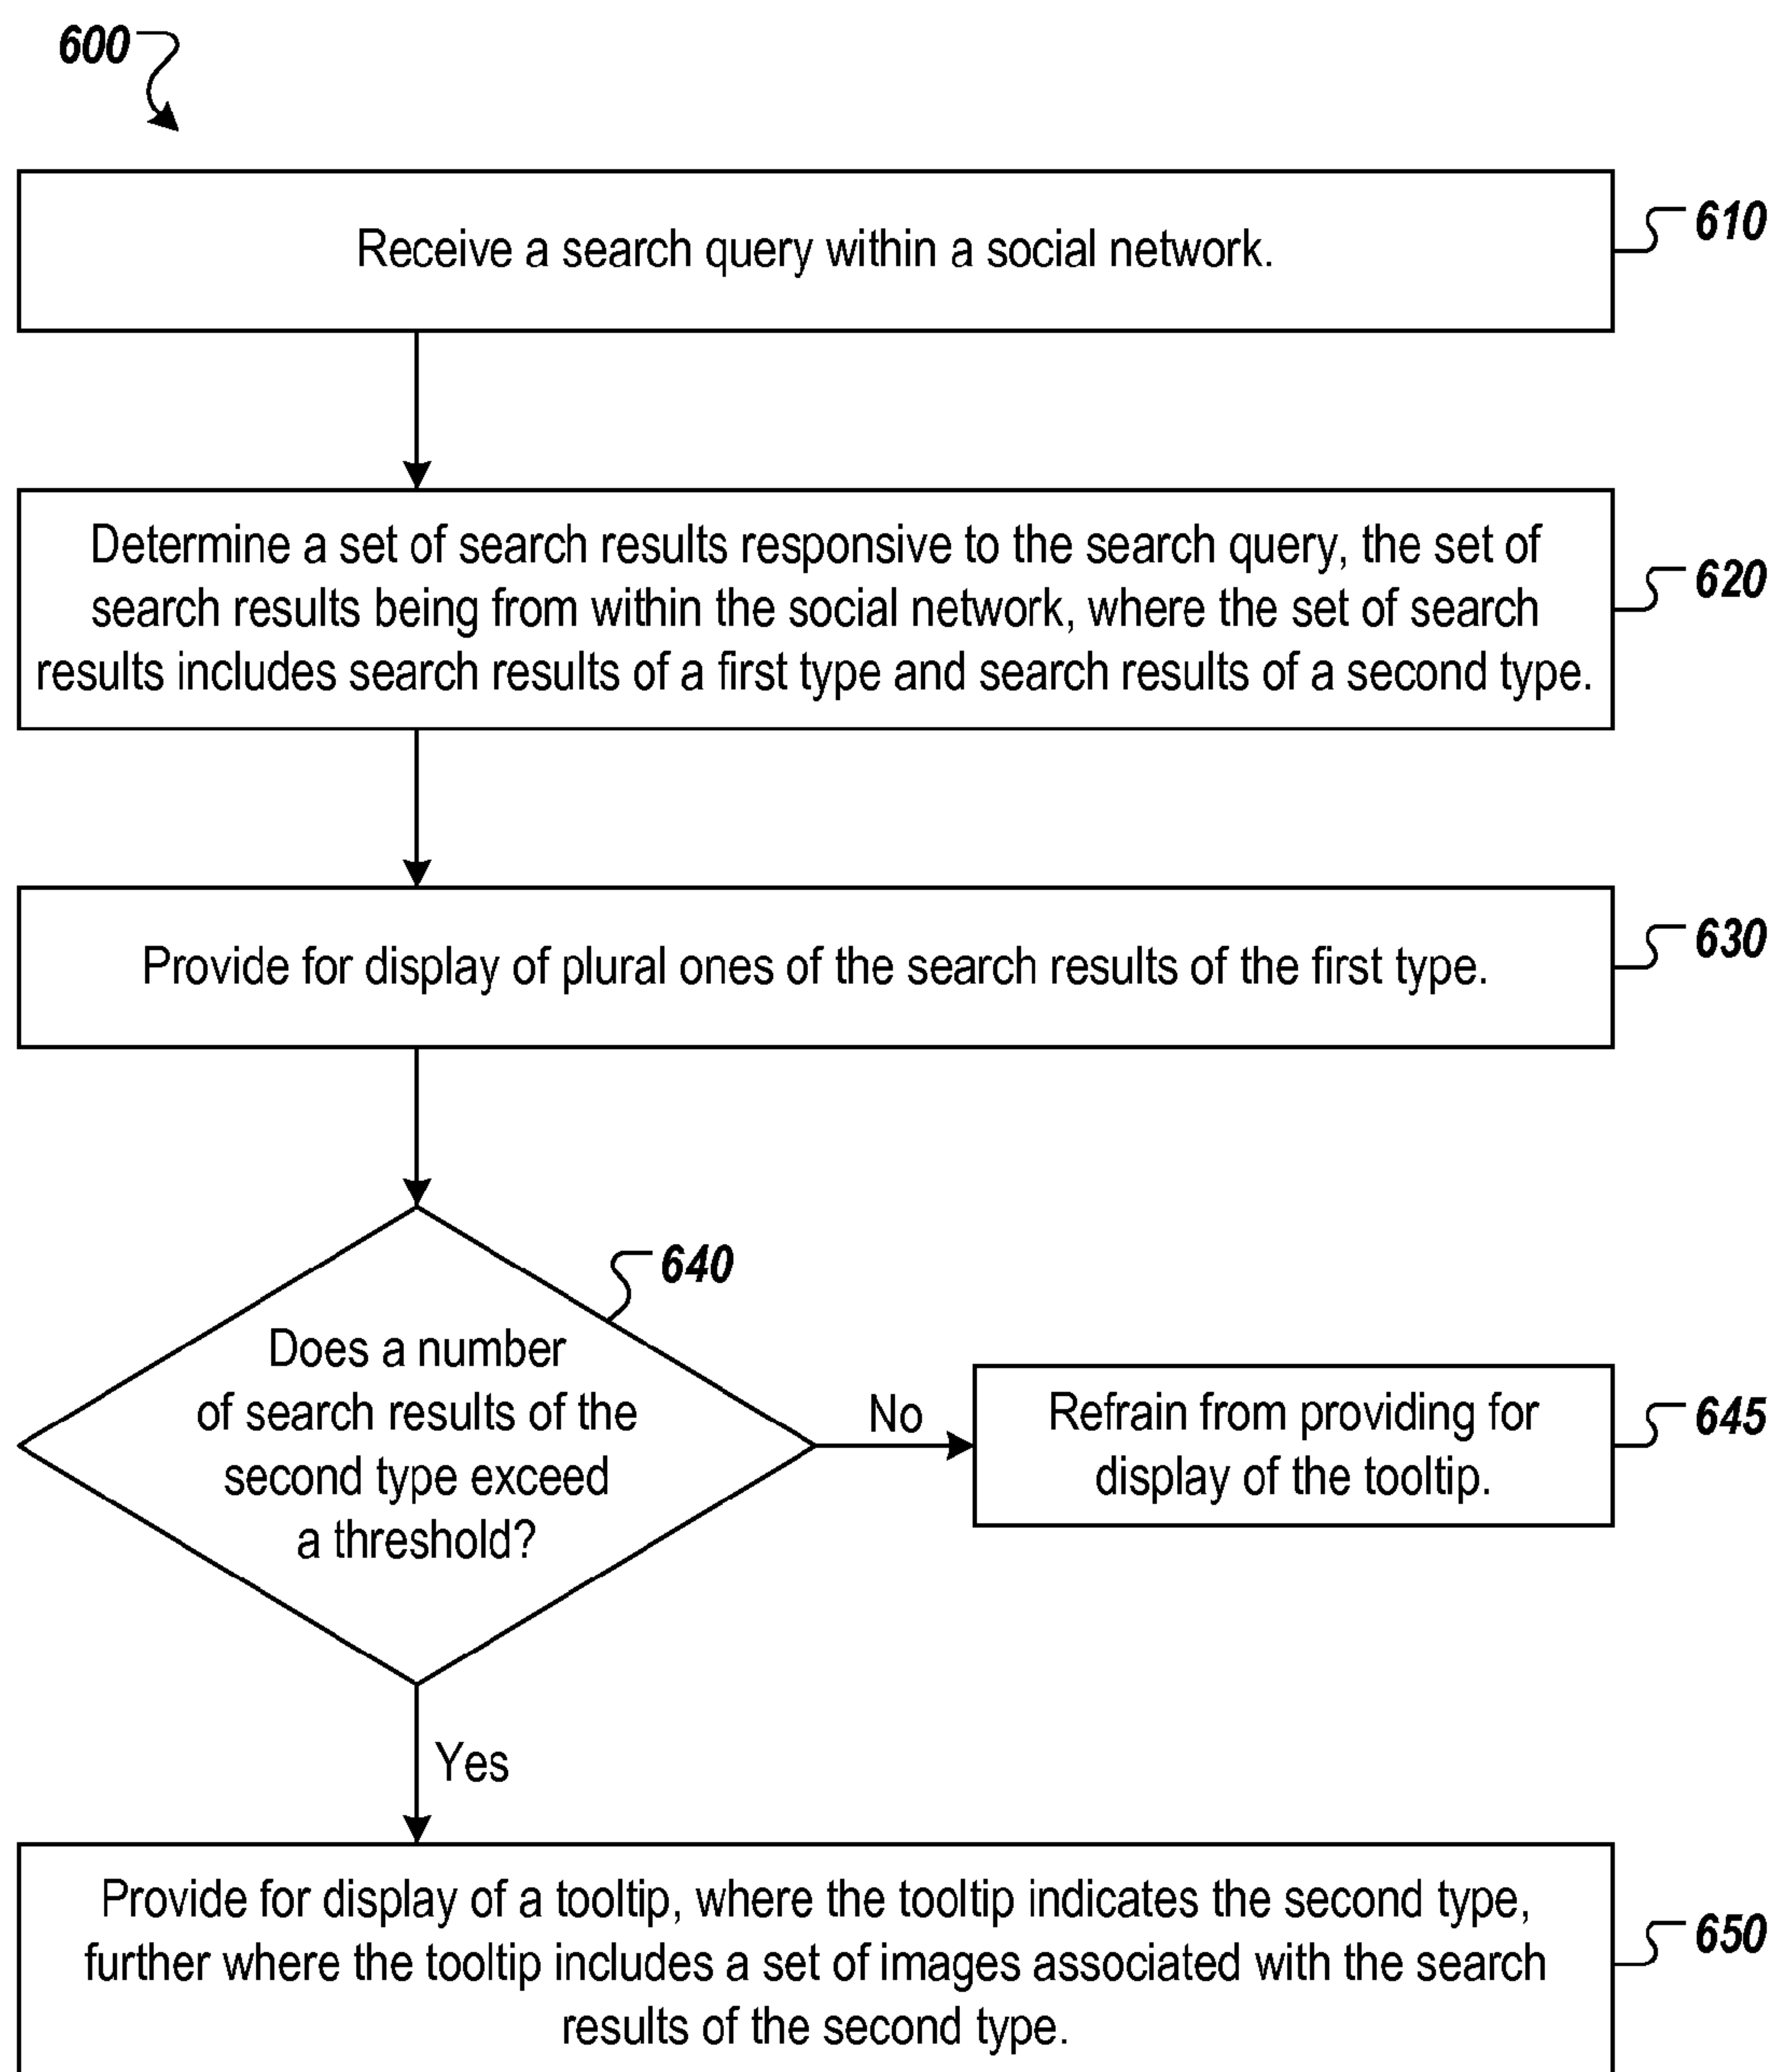 600
Receive a search query within a social network.
610
Determine a set of search results responsive to the search query, the set of
search results being from within the social network, where the set of search
results includes search results of a first type and search results of a second type.
620
Provide for display of plural ones of the search results of the first type.
630
640
Does a number
of search results of the
second type exceed
a threshold?
No
Refrain from providing for
display of the tooltip.
645
Yes
Provide for display of a tooltip, where the tooltip indicates the second type,
further where the tooltip includes a set of images associated with the search
results of the second type.
650